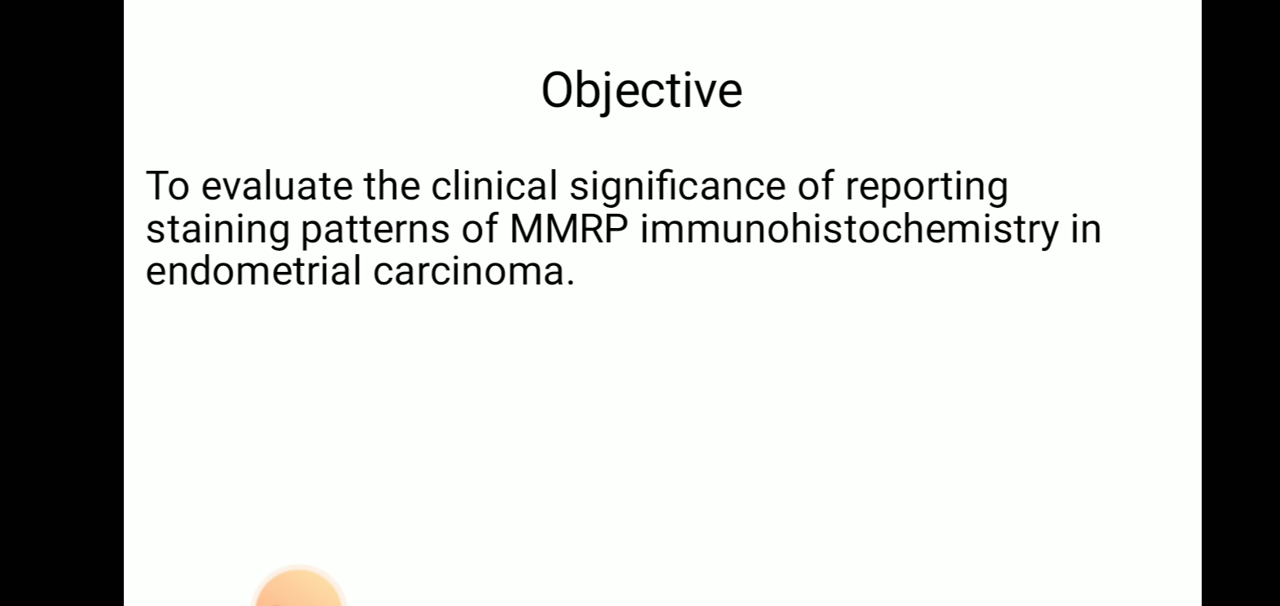 Objective
To evaluate the clinical significance of reporting
staining patterns of MMRP immunohistochemistry in
endometrial carcinoma.